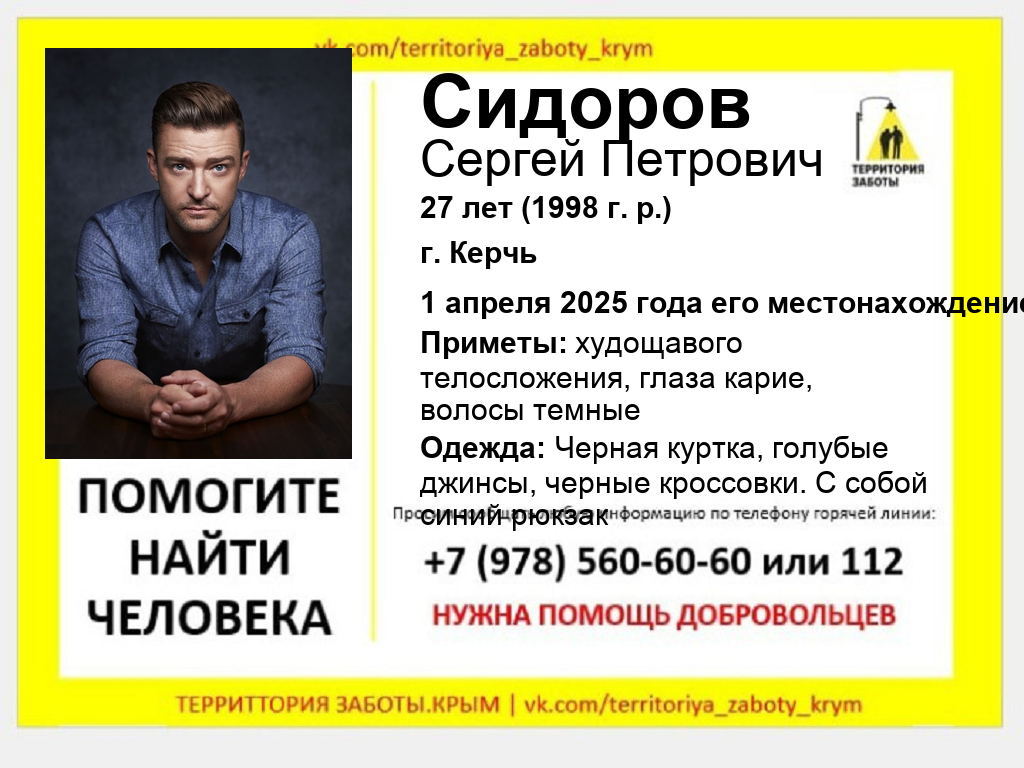 vk.com/territoriya_zaboty_krym
Сидоров
Сергей Петрович
ТЕРРИТОРИЯ
ЗАБОТЫ
27 лет (1998 г. р.)
г. Керчь
1 апреля 2025 года его местонахождение
Приметы: худощавого
телосложения, глаза карие,
волосы темные
Одежда: Черная куртка, голубые
джинсы, черные кроссовки. С собой
синий рюкзак
информацию по телефону горячей линии:
+7 (978) 560-60-60 или 112
НУЖНА ПОМОЩЬ ДОБРОВОЛЬЦЕВ
ПОМОГИТЕ
НАЙТИ
ЧЕЛОВЕКА
ТЕРРИТТОРИЯ ЗАБОТЫ.КРЫМ | vk.com/territoriya_zaboty_krym